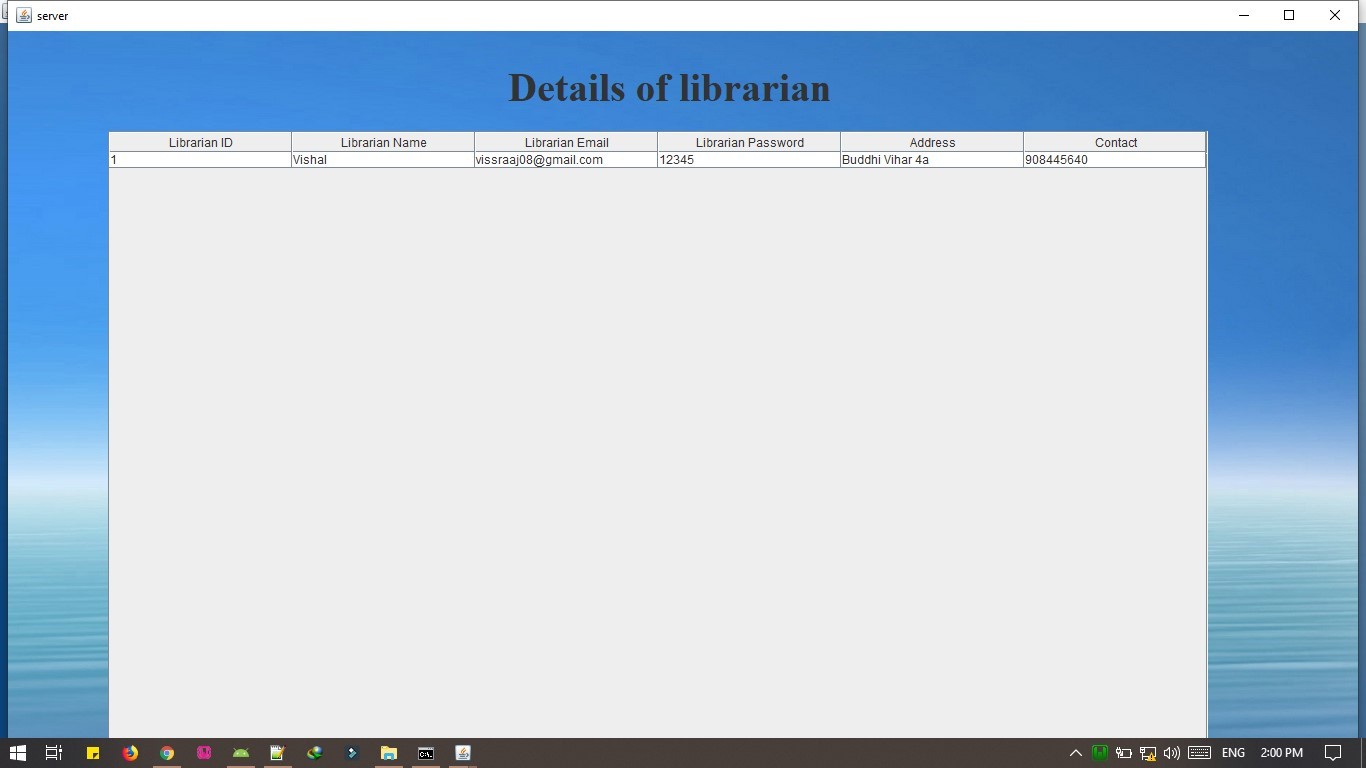 server
Details of librarian
Librarian ID Librarian Name Librarian Email Librarian Password Address Contact
1 Vishal vissraaj08@gmail.com 12345 Buddhi Vihar 4a 908445640
ENG 2:00 PM